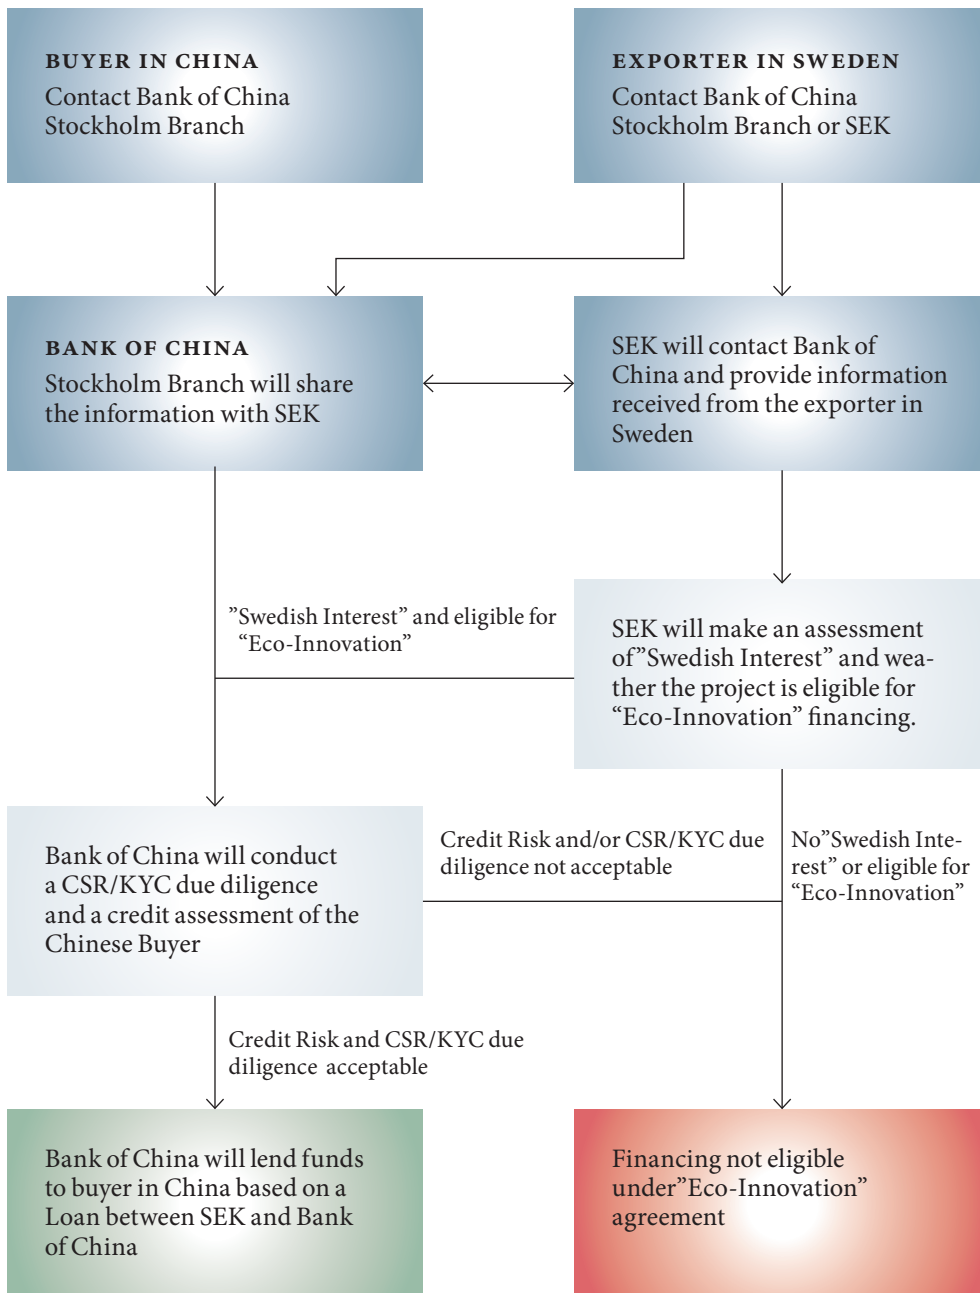 BUYER IN CHINA
Contact Bank of China
Stockholm Branch
EXPORTER IN SWEDEN
Contact Bank of China
Stockholm Branch or SEK
BANK OF CHINA
Stockholm Branch will share
the information with SEK
SEK will contact Bank of
China and provide information
received from the exporter in
Sweden
”Swedish Interest” and eligible for
“Eco-Innovation”
SEK will make an assessment
of”Swedish Interest” and wea-
ther the project is eligible for
“Eco-Innovation” financing.
Bank of China will conduct
a CSR/KYC due diligence
and a credit assessment of the
Chinese Buyer
Credit Risk and/or CSR/KYC due
diligence not acceptable
No”Swedish Inte-
rest” or eligible for
“Eco-Innovation”
Credit Risk and CSR/KYC due
diligence acceptable
Bank of China will lend funds
to buyer in China based on a
Loan between SEK and Bank
of China
Financing not eligible
under”Eco-Innovation”
agreement